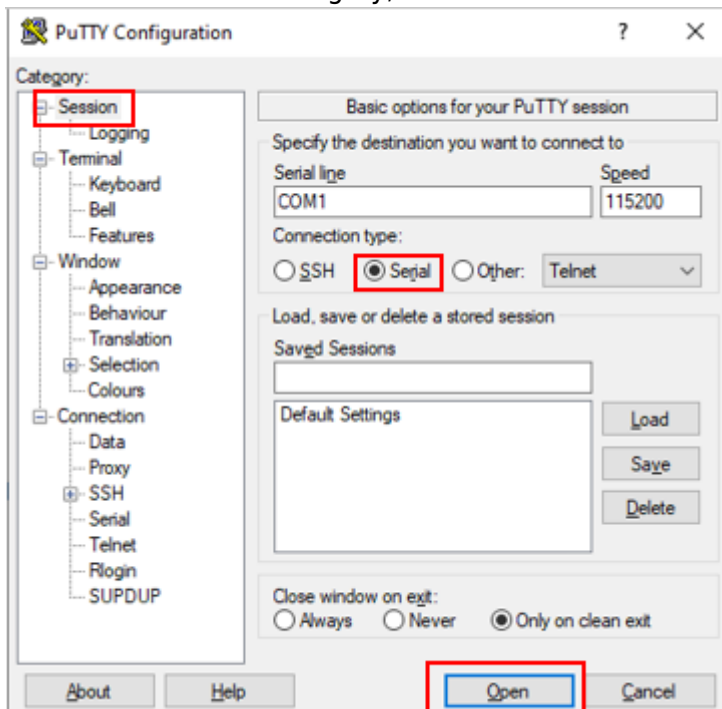 PuTTY Configuration ? ×
Category:
Session
Logging
Terminal
Keyboard
Bell
Features
Window
Appearance
Behaviour
Translation
Selection
Colours
Connection
Data
Proxy
SSH
Serial
Telnet
Rlogin
SUPDUP
Basic options for your PuTTY session
Specify the destination you want to connect to
Serial line Speed
COM1 115200
Connection type:
SSH Serial Other: Telnet
Load, save or delete a stored session
Saved Sessions
Default Settings
Load
Save
Delete
Close window on exit:
Always Never Only on clean exit
About Help Open Cancel